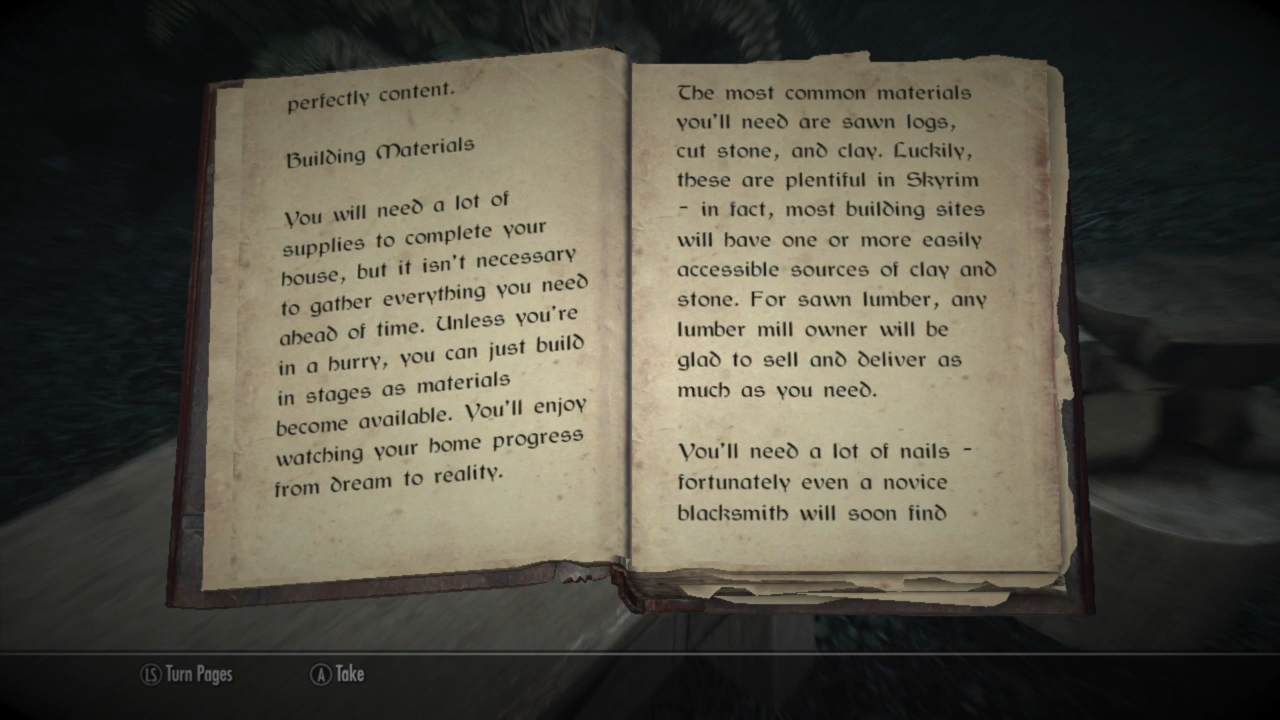 perfectly content.
Building Materials
You will need a lot of
supplies to complete your
house, but it isn't necessary
to gather everything you need
ahead of time. Unless you're
in a hurry, you can just build
in stages as materials
become available. You'll enjoy
watching your home progress
from dream to reality.
The most common materials
you'll need are sawn logs,
cut stone, and clay. Luckily,
these are plentiful in Skyrim
- in fact, most building sites
will have one or more easily
accessible sources of clay and
stone. For sawn lumber, any
lumber mill owner will be
glad to sell and deliver as
much as you need.
You'll need a lot of nails -
fortunately even a novice
blacksmith will soon find
LS Turn Pages
A Take